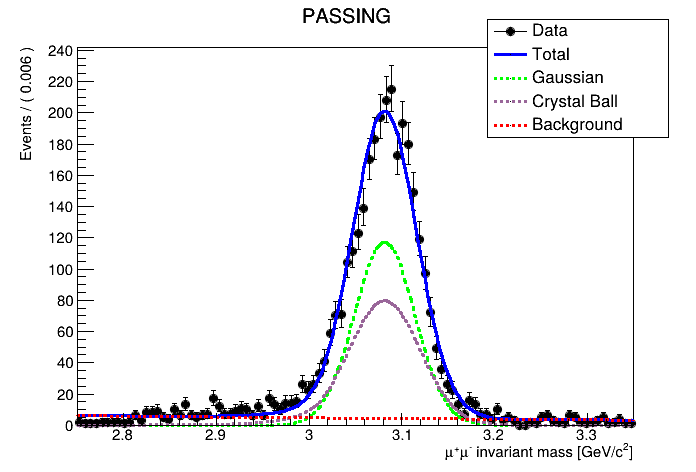 PASSING
Data
Total
Gaussian
Crystal Ball
Background
Events / ( 0.006 )
240
220
200
180
160
140
120
100
80
60
40
20
0
2.8 2.9 3 3.1 3.2 3.3
μ⁺μ⁻ invariant mass [GeV/c²]